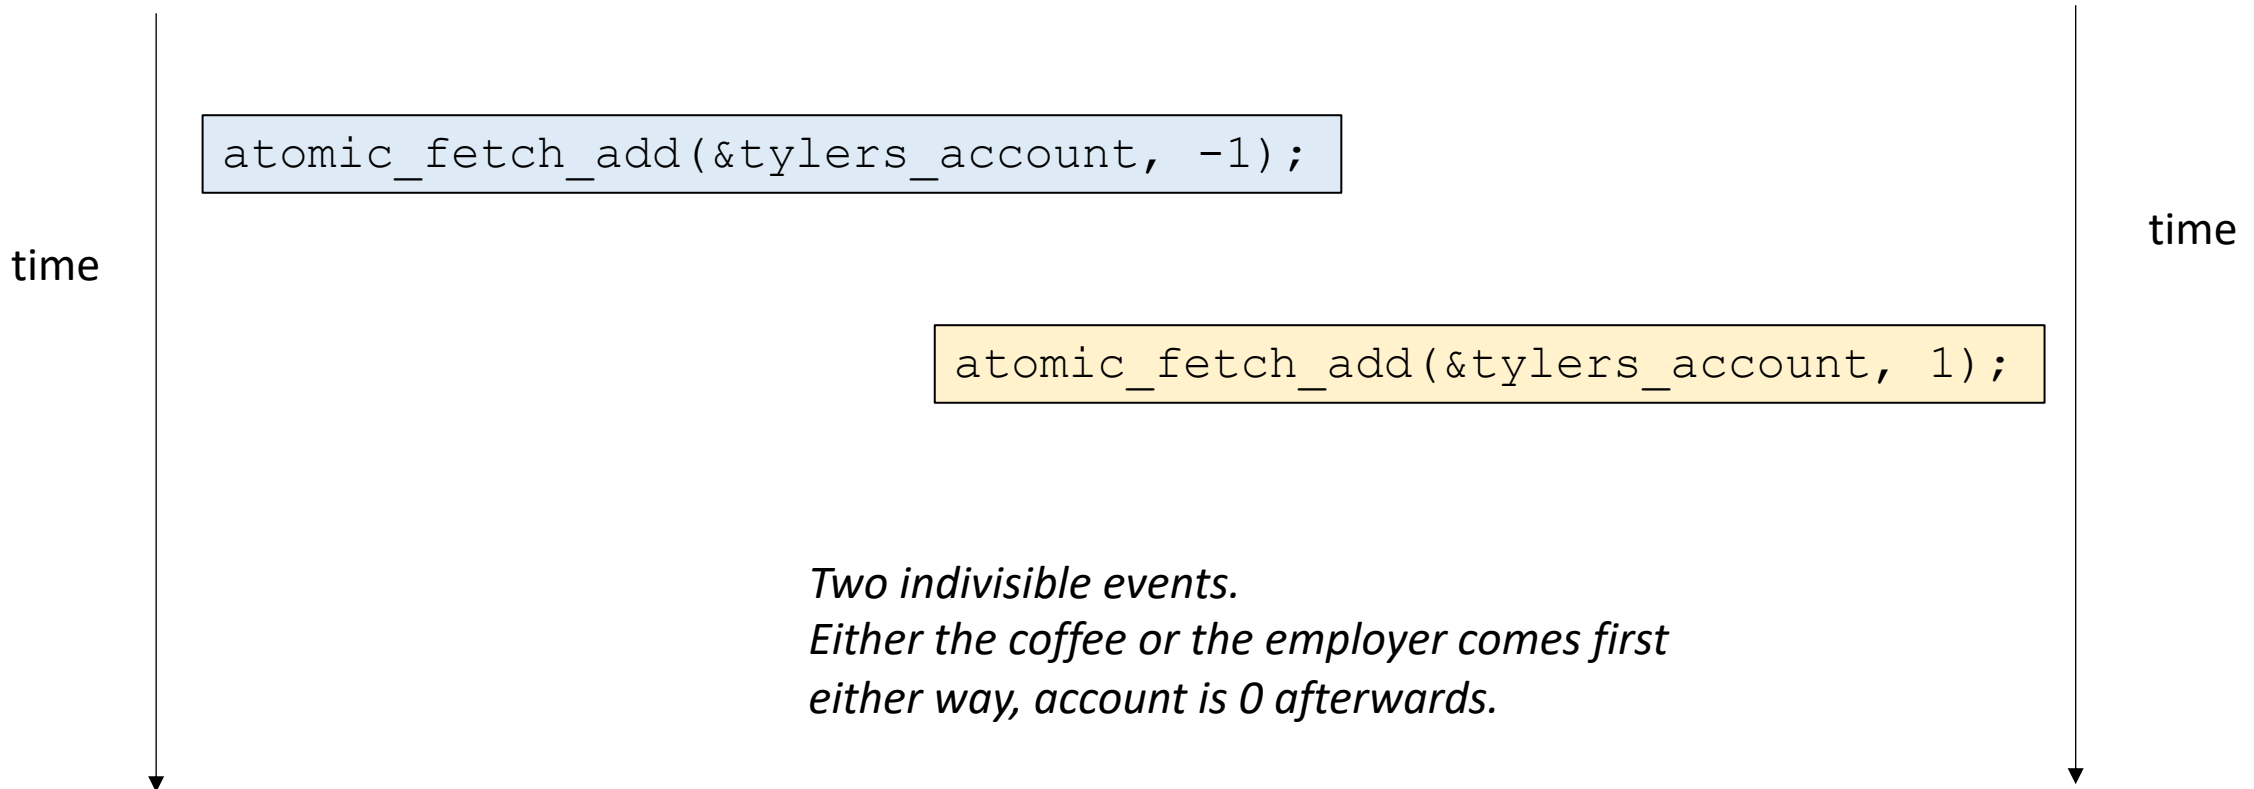 atomic_fetch_add(&tylers_account, -1);
time
time
atomic_fetch_add(&tylers_account, 1);
Two indivisible events.
Either the coffee or the employer comes first
either way, account is 0 afterwards.